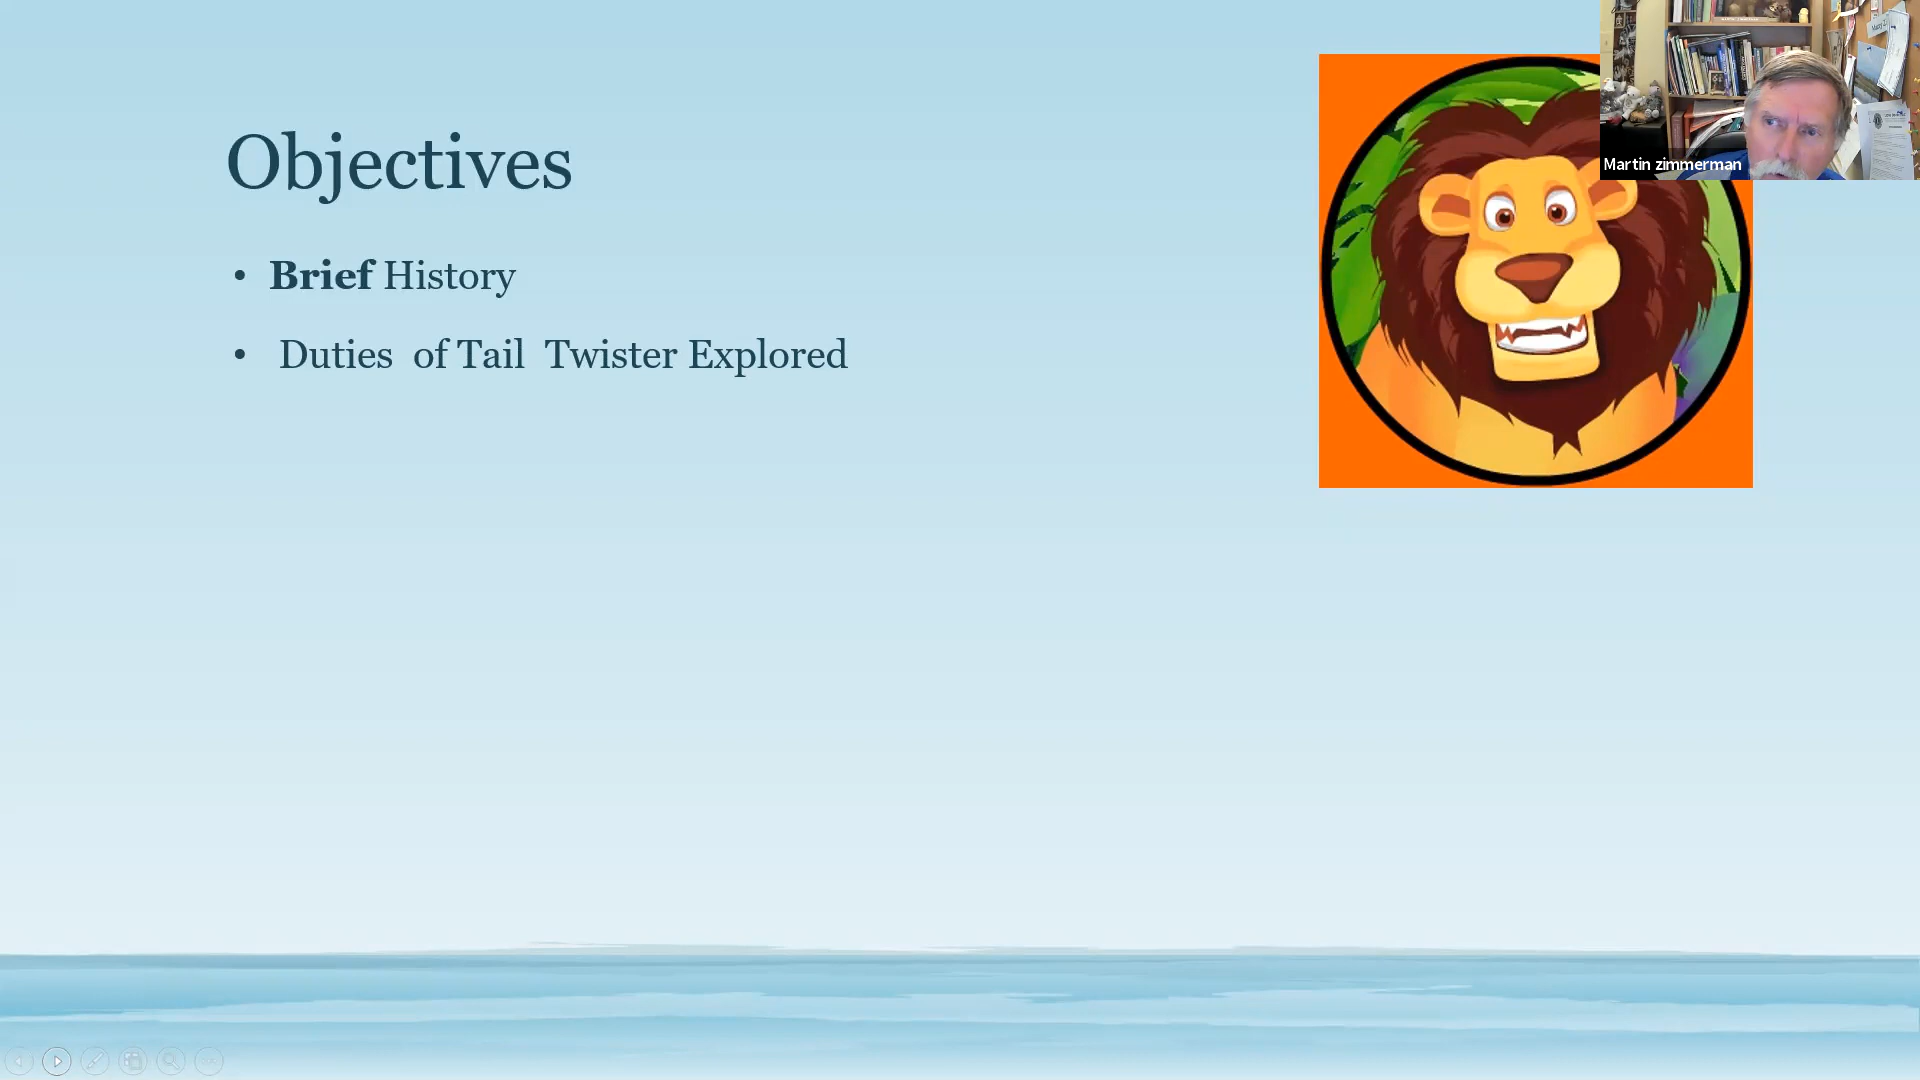 Objectives
• Brief History
• Duties of Tail Twister Explored
Martin zimmerman